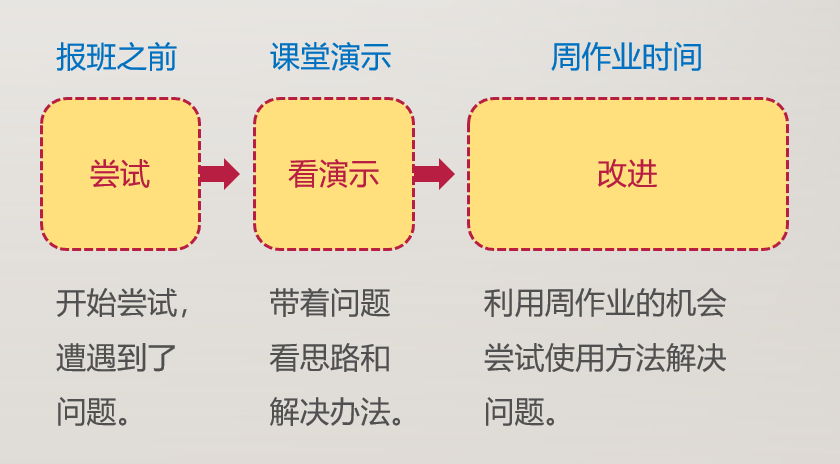 报班之前
课堂演示
周作业时间
尝试
看演示
改进
开始尝试，
遭遇到了
问题。
带着问题
看思路和
解决办法。
利用周作业的机会
尝试使用方法解决
问题。